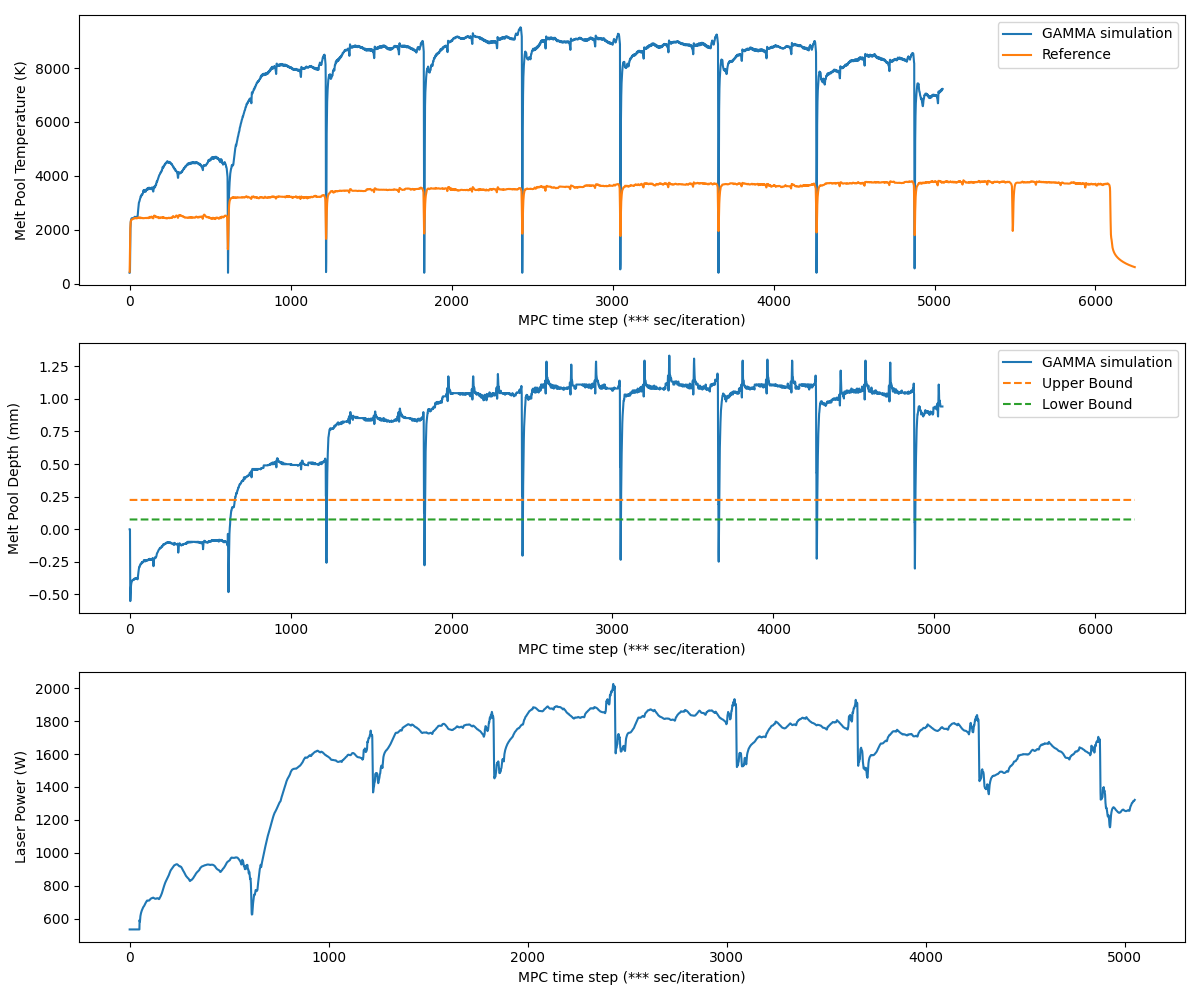 Melt Pool Temperature (K)
8000
6000
4000
2000
0
GAMMA simulation
Reference
0 1000 2000 3000 4000 5000 6000
MPC time step (*** sec/iteration)
Melt Pool Depth (mm)
1.25
1.00
0.75
0.50
0.25
0.00
−0.25
−0.50
GAMMA simulation
Upper Bound
Lower Bound
0 1000 2000 3000 4000 5000 6000
MPC time step (*** sec/iteration)
Laser Power (W)
2000
1800
1600
1400
1200
1000
800
600
0 1000 2000 3000 4000 5000
MPC time step (*** sec/iteration)